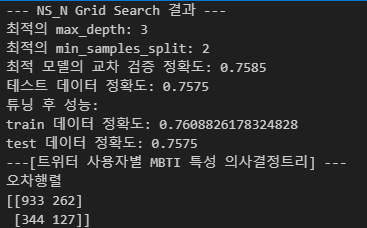 --- NS_N Grid Search 결과 ---
최적의 max_depth: 3
최적의 min_samples_split: 2
최적 모델의 교차 검증 정확도: 0.7585
테스트 데이터 정확도: 0.7575
튜닝 후 성능:
train 데이터 정확도: 0.7608826178324828
test 데이터 정확도: 0.7575
---[트위터 사용자별 MBTI 특성 의사결정트리] ---
오차행렬
[[933 262]
 [344 127]]